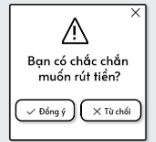 Bạn có chắc chắn
muốn rút tiền?
Đồng ý
Từ chối